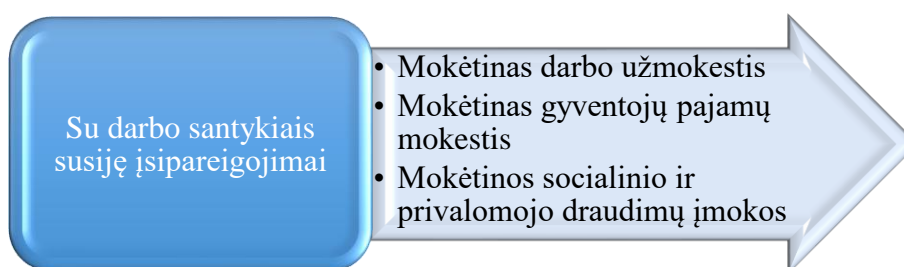 Su darbo santykiais
susiję įsipareigojimai
• Mokėtinas darbo užmokestis
• Mokėtinas gyventojų pajamų
mokestis
• Mokėtinos socialinio ir
privalomojo draudimų įmokos